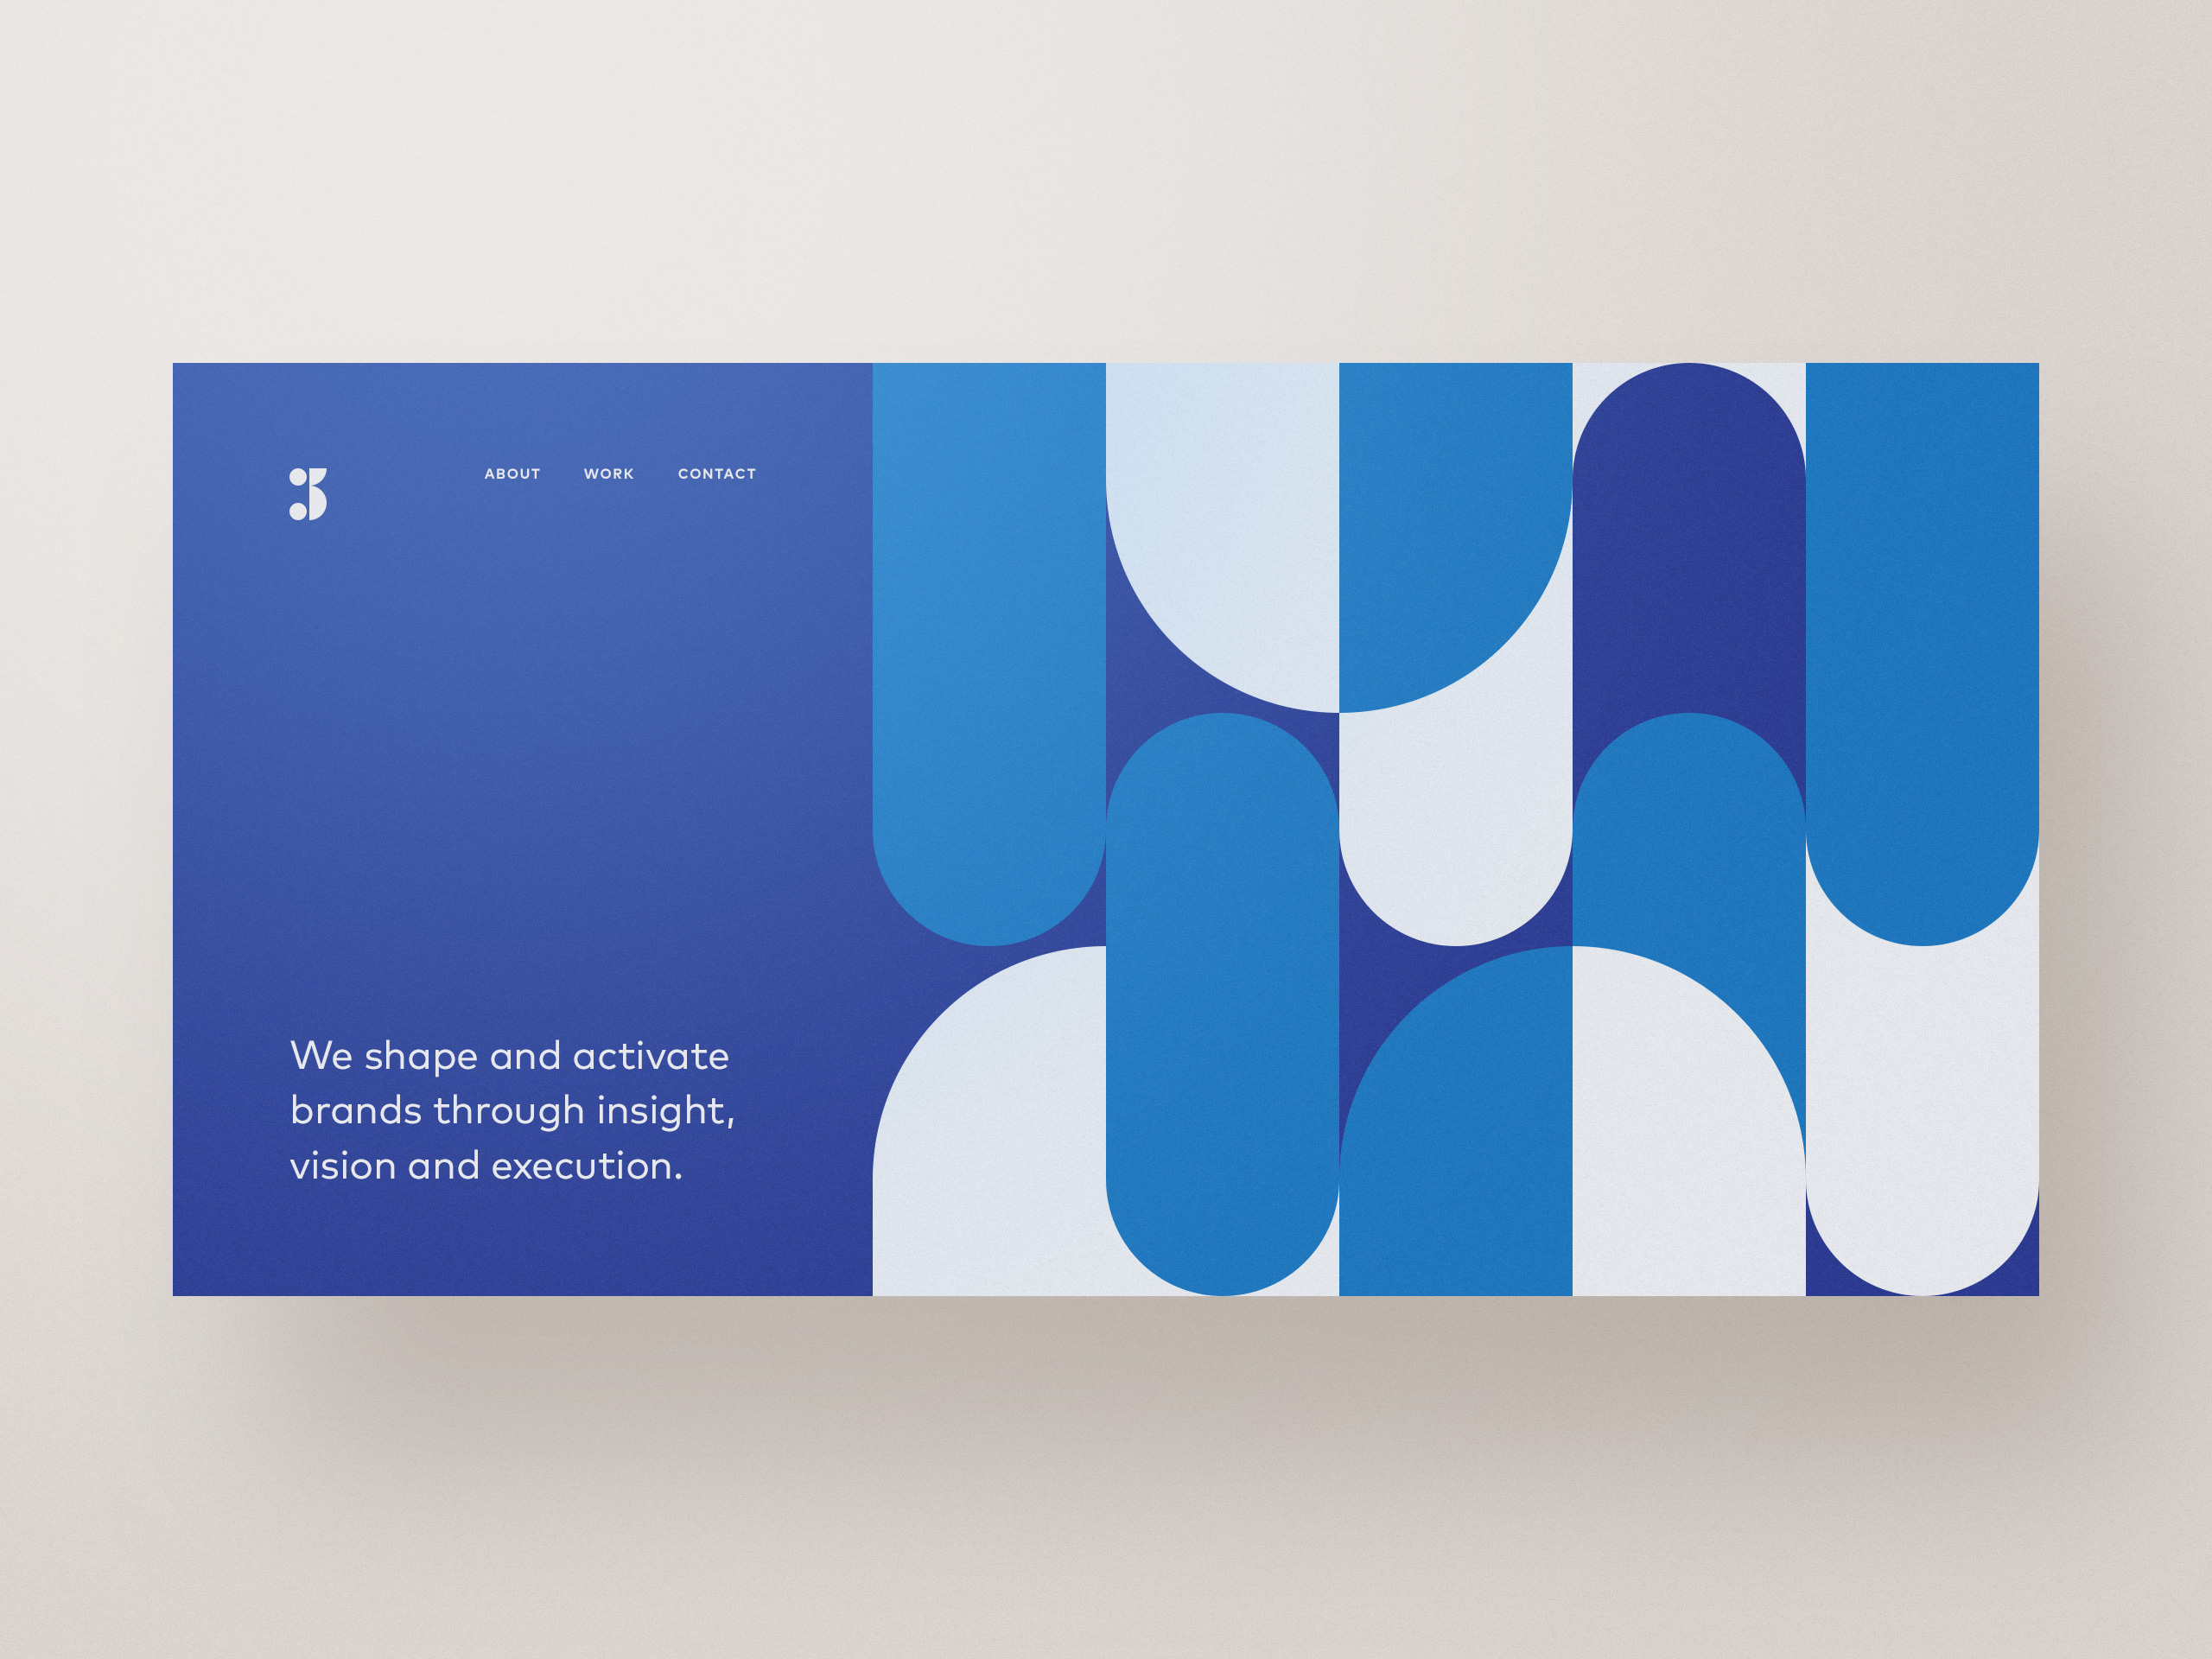 ABOUT WORK CONTACT
We shape and activate
brands through insight,
vision and execution.